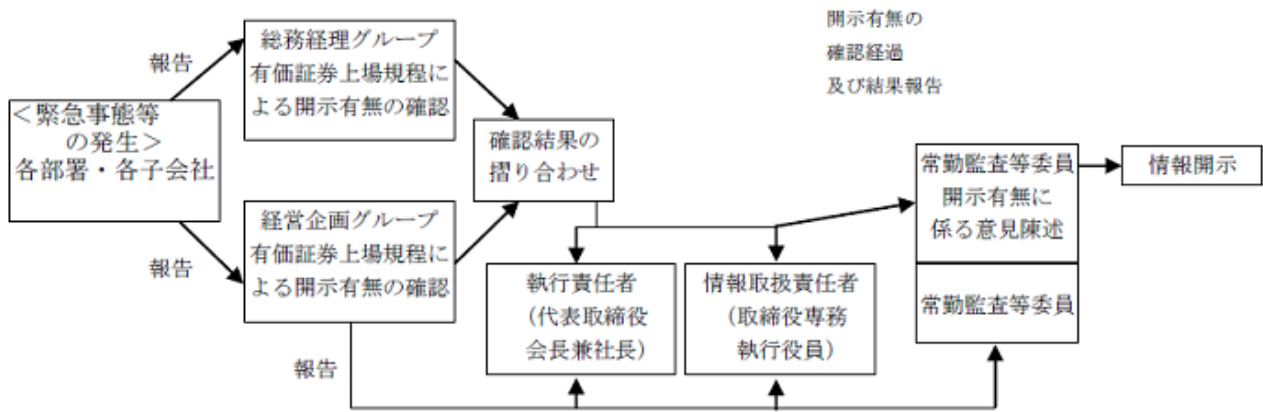 開示有無の
確認経過
及び結果報告
報告
総務経理グループ
有価証券上場規程に
よる開示有無の確認
＜緊急事態等
の発生＞
各部署・各子会社
確認結果の
摺り合わせ
常勤監査等委員
開示有無に
係る意見陳述
情報開示
報告
経営企画グループ
有価証券上場規程に
よる開示有無の確認
執行責任者
（代表取締役
会長兼社長）
情報取扱責任者
（取締役専務
執行役員）
常勤監査等委員
報告